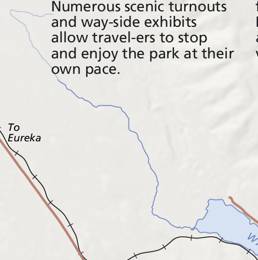 Numerous scenic turnouts
and way-side exhibits
allow travel-ers to stop
and enjoy the park at their
own pace.
To
Eureka